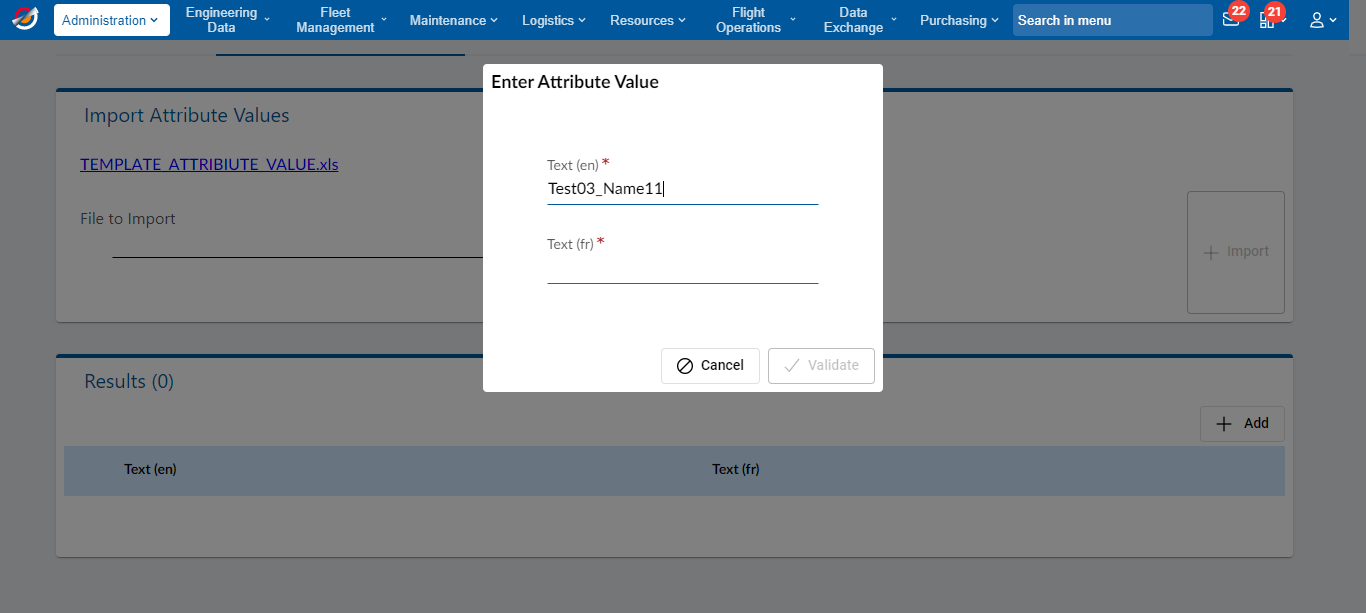 Administration
Engineering
Data
Fleet
Management
Maintenance
Logistics
Resources
Flight
Operations
Data
Exchange
Purchasing
Search in menu
22
21
Enter Attribute Value
Import Attribute Values
TEMPLATE_ATTRIBIUTE_VALUE.xls
Text (en) *
Test03_Name11
File to Import
Text (fr) *
Import
Cancel
Validate
Results (0)
Add
Text (en)
Text (fr)